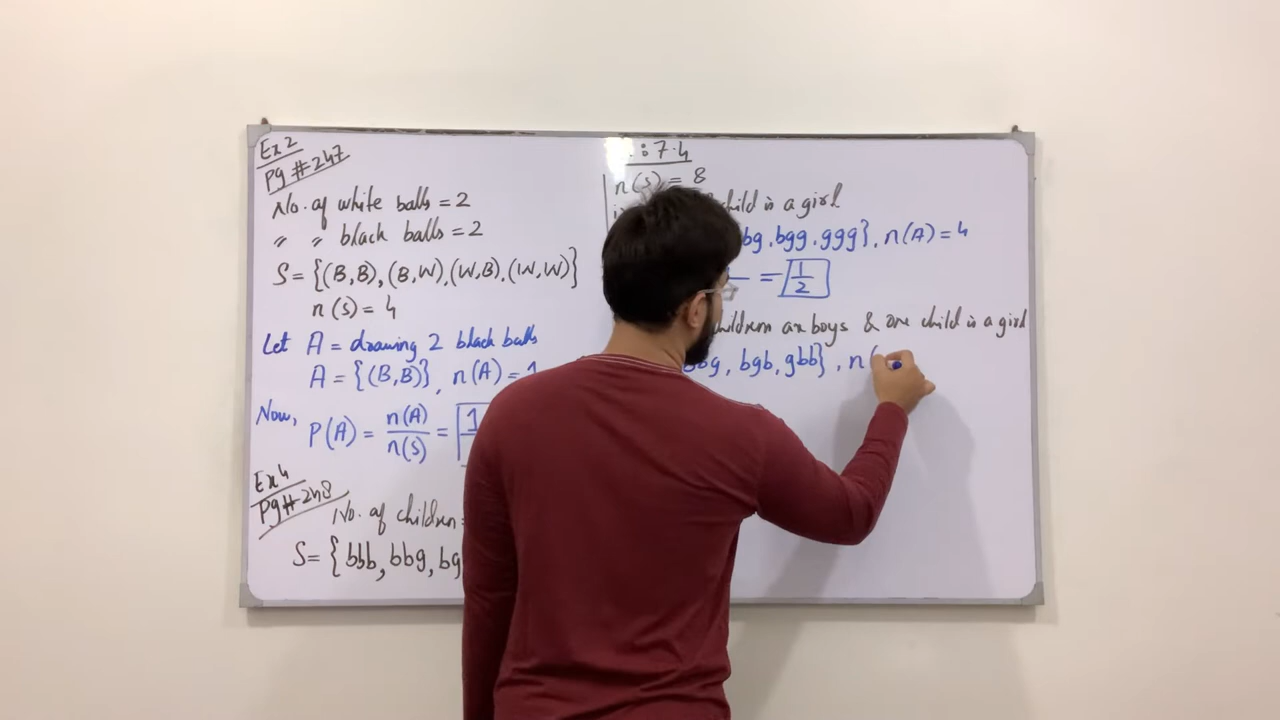 Ex 2
Pg # 247
No. of white balls = 2
" " black balls = 2
S = {(B,B), (B,W), (W,B), (W,W)}
n(S) = 4
Let A = drawing 2 black balls
A = {(B,B)}, n(A) = 1
Now,
P(A) = n(A)/n(S) = 1
Ex 4
Pg # 248
No. of children =
S = {bbb, bbg, bg
: 7.4
n(S) = 8
child is a girl
bg, bgg, ggg}, n(A) = 4
= 1/2
children are boys & one child is a girl
bbg, bgb, gbb}, n(